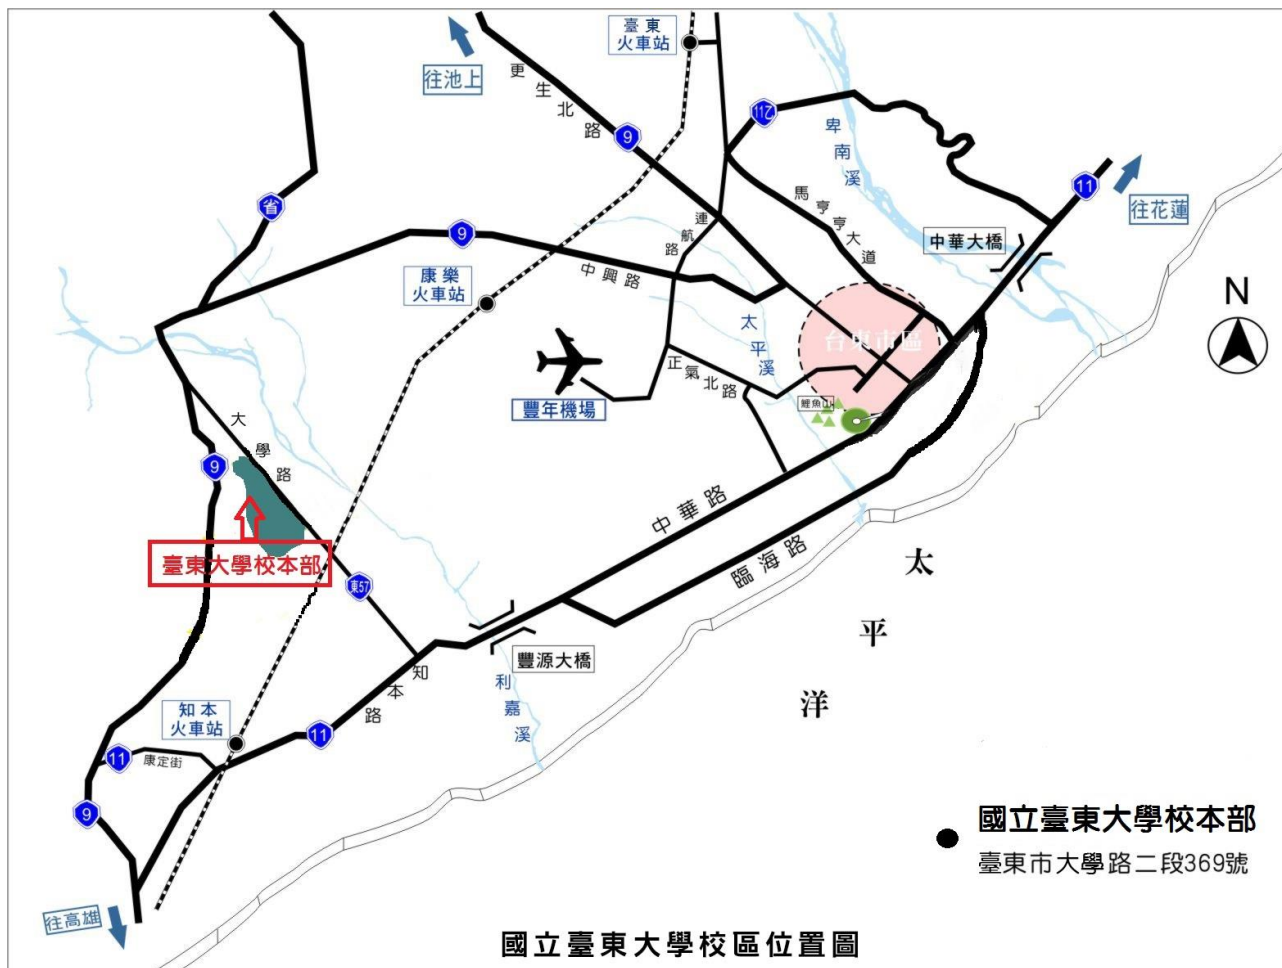 臺東
火車站
往池上
更生北路
9
11乙
卑南溪
省
11
往花蓮
馬亨亨大道
連航路
中華大橋
9
康樂
火車站
中興路
N
太平溪
台東市區
豐年機場
正氣北路
鯉魚山
大學路
9
中華路
臨海路
臺東大學校本部
東57
太平洋
豐源大橋
知本路
利嘉溪
知本
火車站
11
11
康定街
9
國立臺東大學校本部
臺東市大學路二段369號
往高雄
國立臺東大學校區位置圖